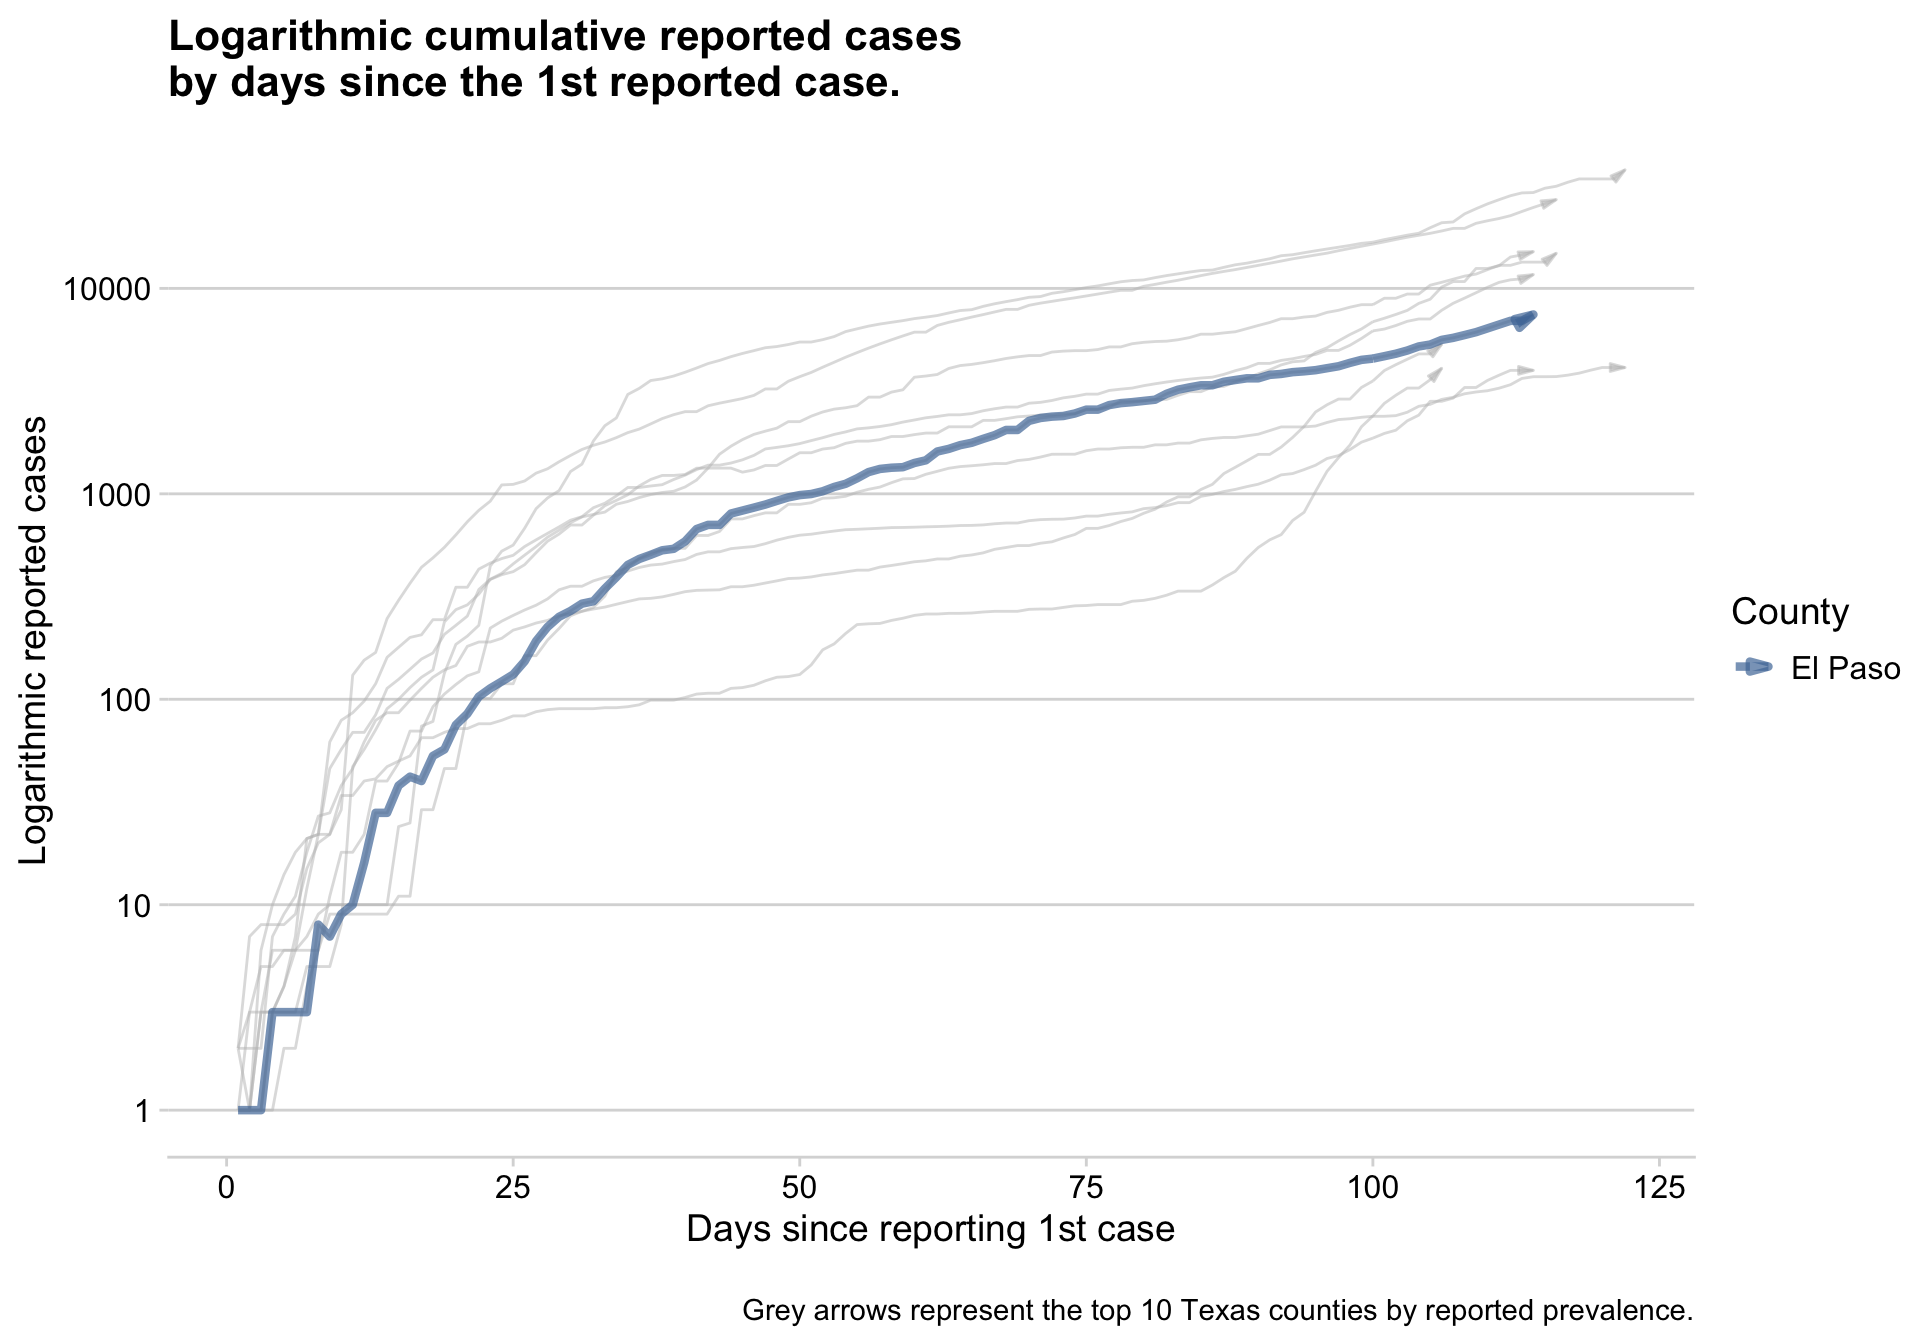 Logarithmic cumulative reported cases
by days since the 1st reported case.
Logarithmic reported cases
10000
1000
100
10
1
0 25 50 75 100 125
Days since reporting 1st case
County
El Paso
Grey arrows represent the top 10 Texas counties by reported prevalence.